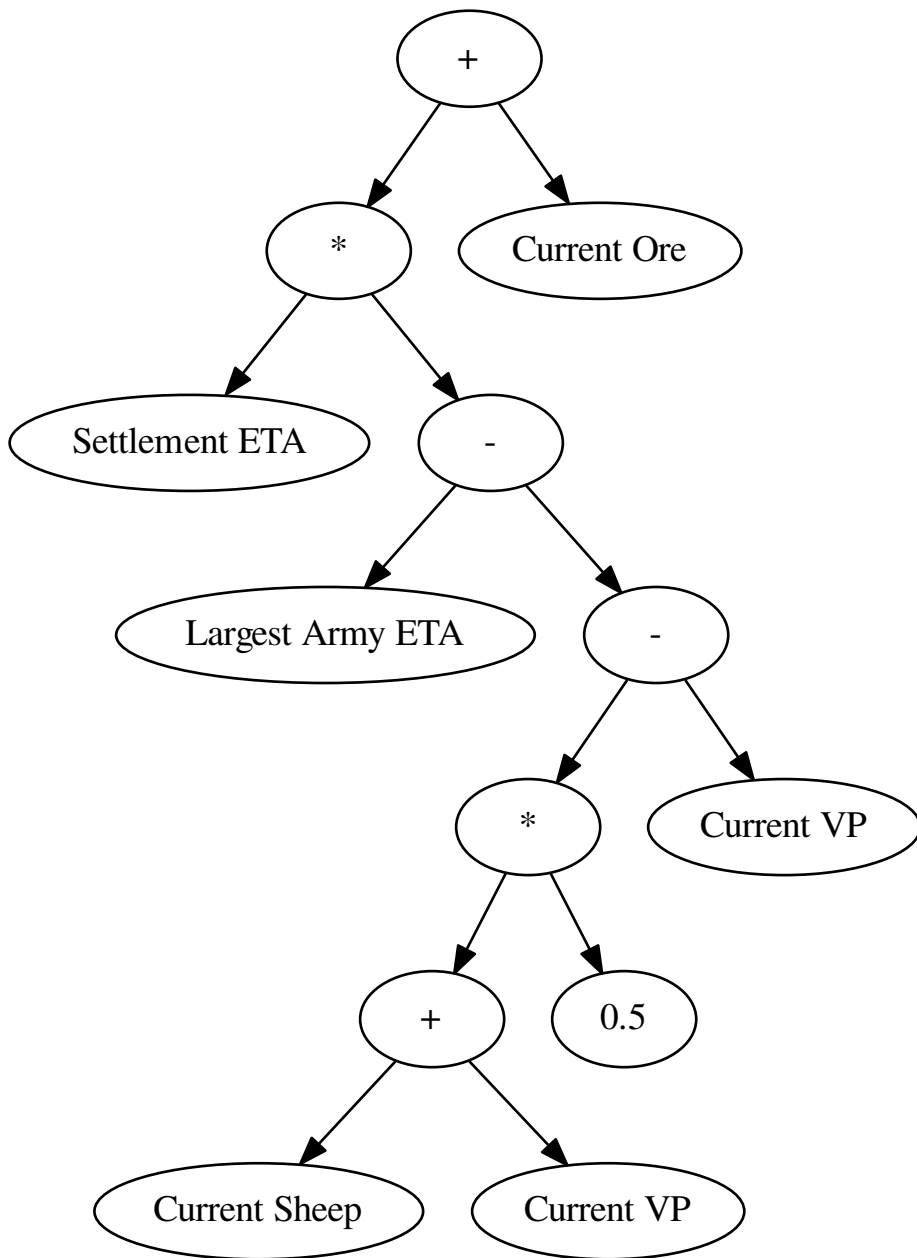 +
*
Current Ore
Settlement ETA
-
Largest Army ETA
-
*
Current VP
+
0.5
Current Sheep
Current VP